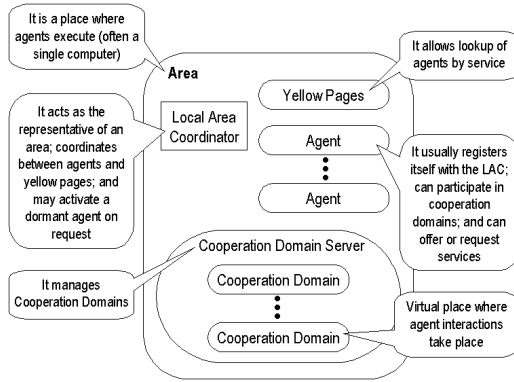 It is a place where
agents execute (often a
single computer)
Area
It allows lookup of
agents by service
Yellow Pages
It acts as the
representative of an
area; coordinates
between agents and
yellow pages; and
may activate a
dormant agent on
request
Local Area
Coordinator
Agent
Agent
It usually registers
itself with the LAC;
can participate in
cooperation
domains; and can
offer or request
services
Cooperation Domain Server
It manages
Cooperation Domains
Cooperation Domain
Cooperation Domain
Virtual place where
agent interactions
take place